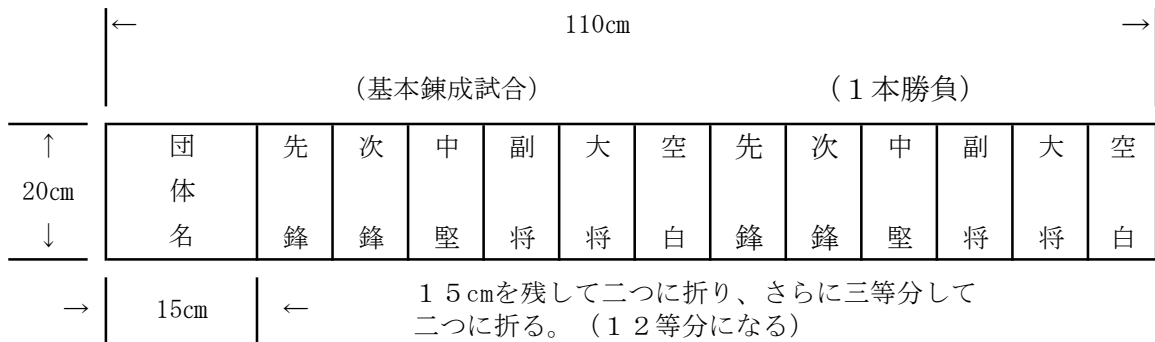 ← 110cm →
（基本錬成試合） （１本勝負）
↑ 団 先 次 中 副 大 空 先 次 中 副 大 空
20cm 体
↓ 名 鋒 鋒 堅 将 将 白 鋒 鋒 堅 将 将 白
→ 15cm ← １５cmを残して二つに折り、さらに三等分して
二つに折る。（１２等分になる）